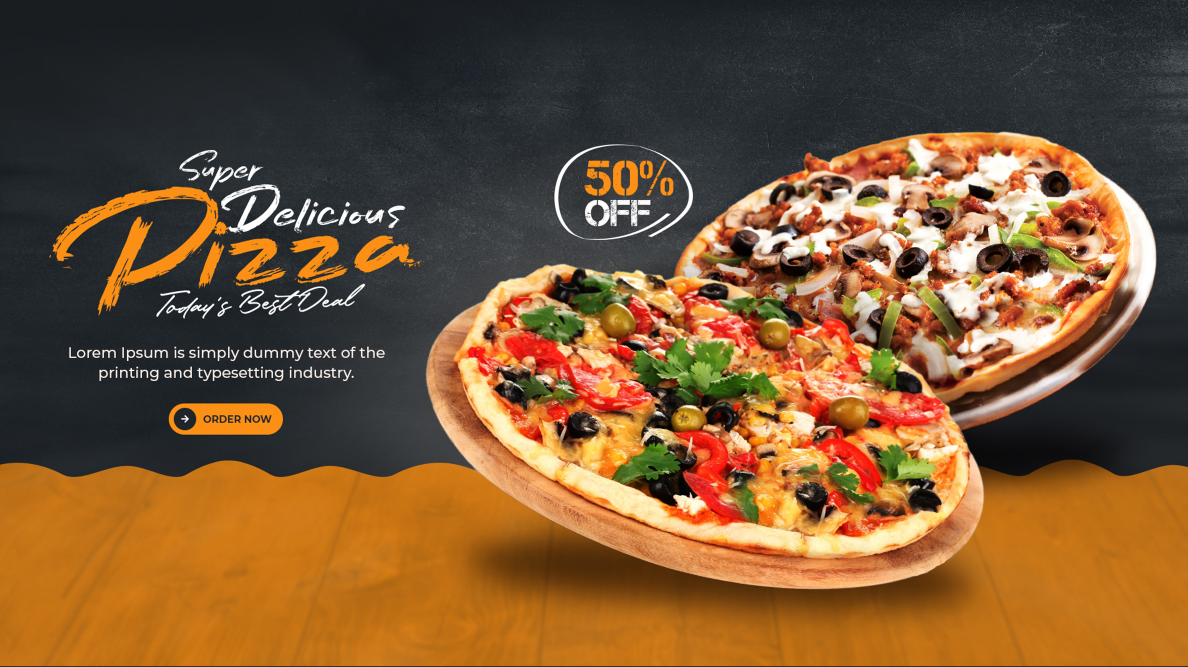 Super
Delicious
Pizza
Today's Best Deal
Lorem Ipsum is simply dummy text of the
printing and typesetting industry.
ORDER NOW
50%
OFF